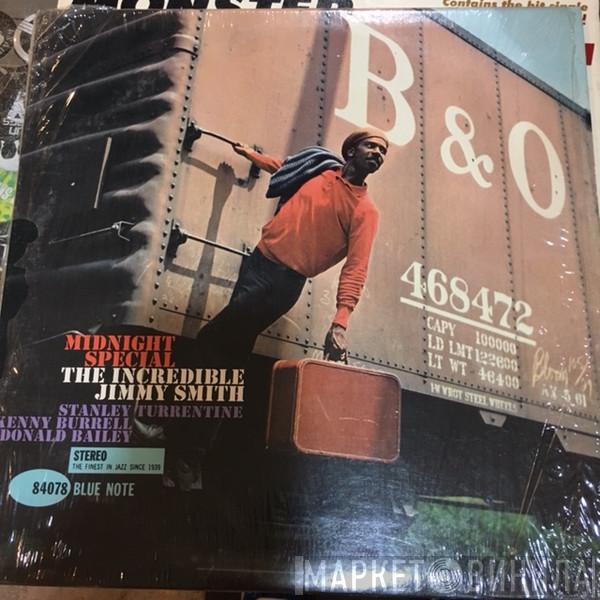 MONSTER
Contains the hit single
B & O
468472
CAPY 100000
LD LMT 122600
LT WT 46400
MIDNIGHT
SPECIAL
THE INCREDIBLE
JIMMY SMITH
STANLEY TURRENTINE
KENNY BURRELL
DONALD BAILEY
STEREO
THE FINEST IN JAZZ SINCE 1939
84078 BLUE NOTE
МАРКЕТ ВИНИЛА